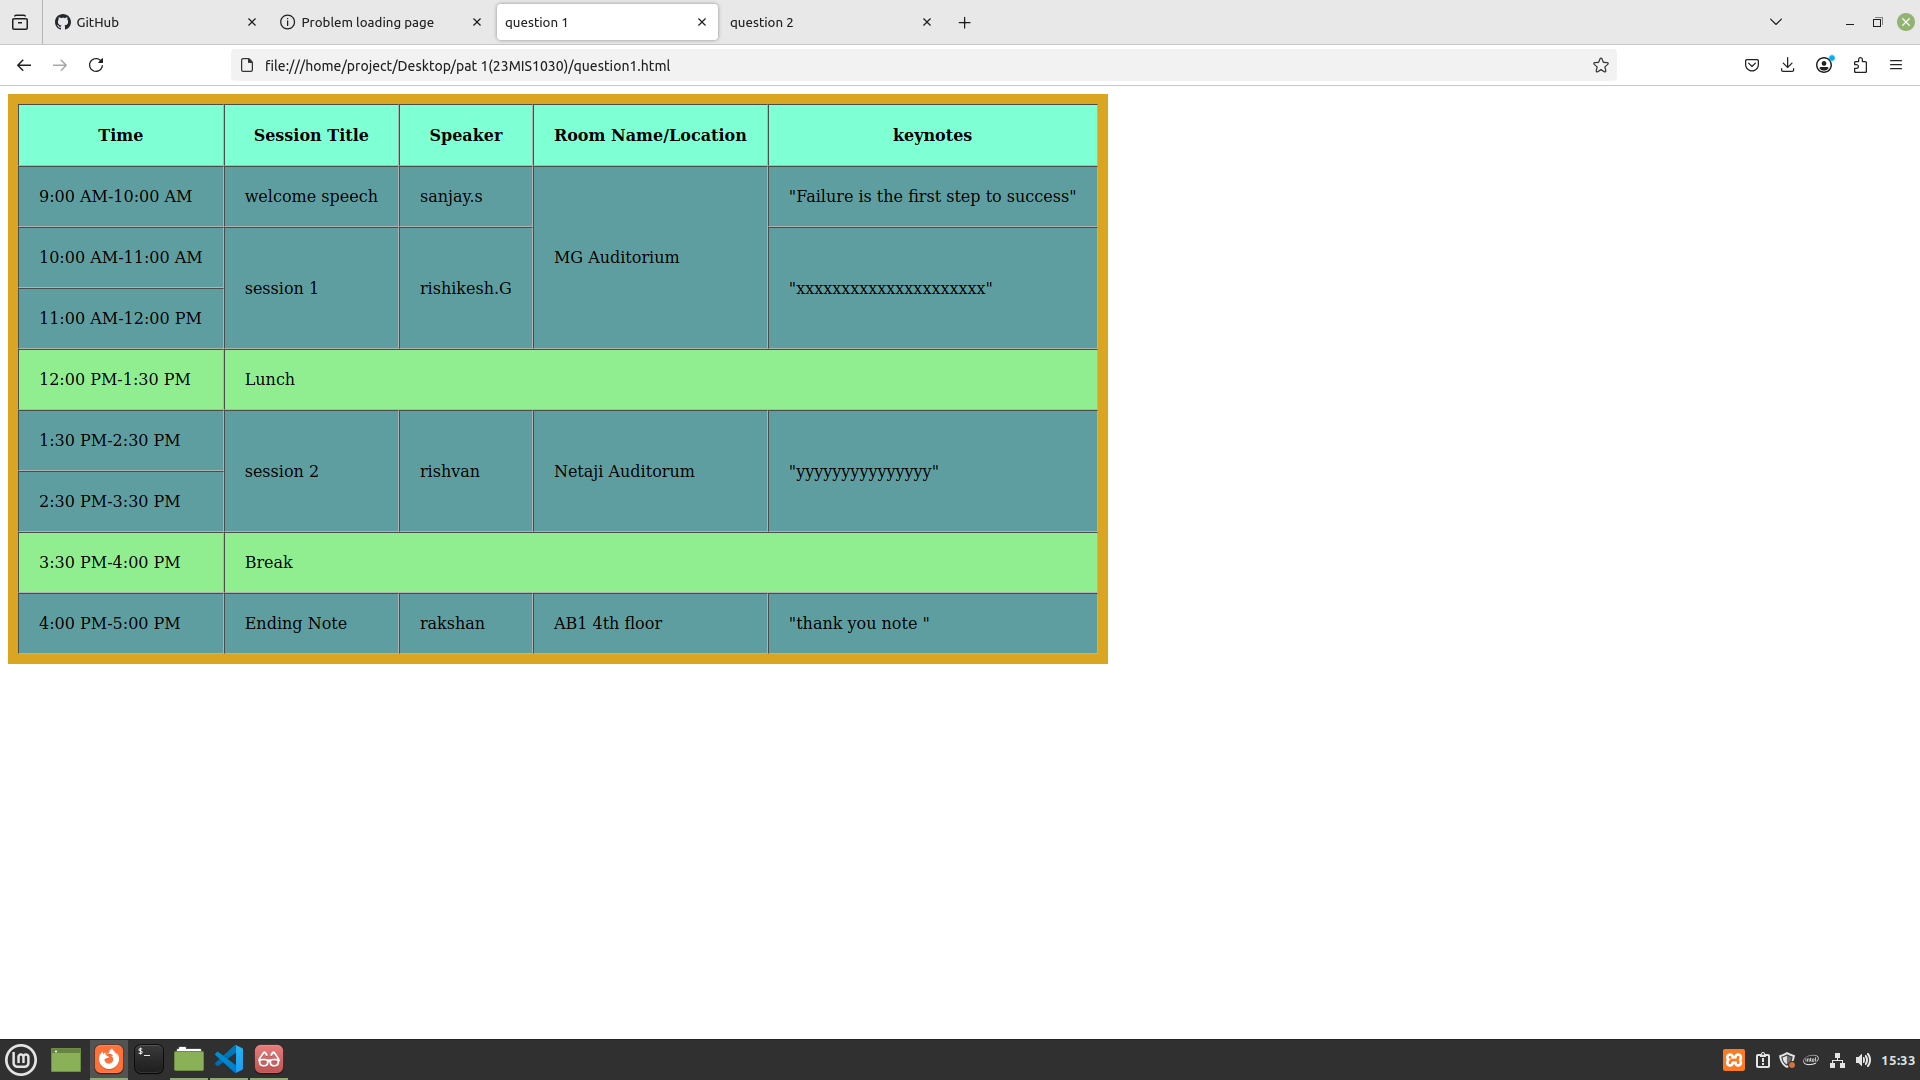 GitHub
Problem loading page
question 1
question 2
file:///home/project/Desktop/pat 1(23MIS1030)/question1.html
Time Session Title Speaker Room Name/Location keynotes
9:00 AM-10:00 AM welcome speech sanjay.s MG Auditorium "Failure is the first step to success"
10:00 AM-11:00 AM session 1 rishikesh.G "xxxxxxxxxxxxxxxxxxxxx"
11:00 AM-12:00 PM
12:00 PM-1:30 PM Lunch
1:30 PM-2:30 PM session 2 rishvan Netaji Auditorum "yyyyyyyyyyyyyyy"
2:30 PM-3:30 PM
3:30 PM-4:00 PM Break
4:00 PM-5:00 PM Ending Note rakshan AB1 4th floor "thank you note "
15:33